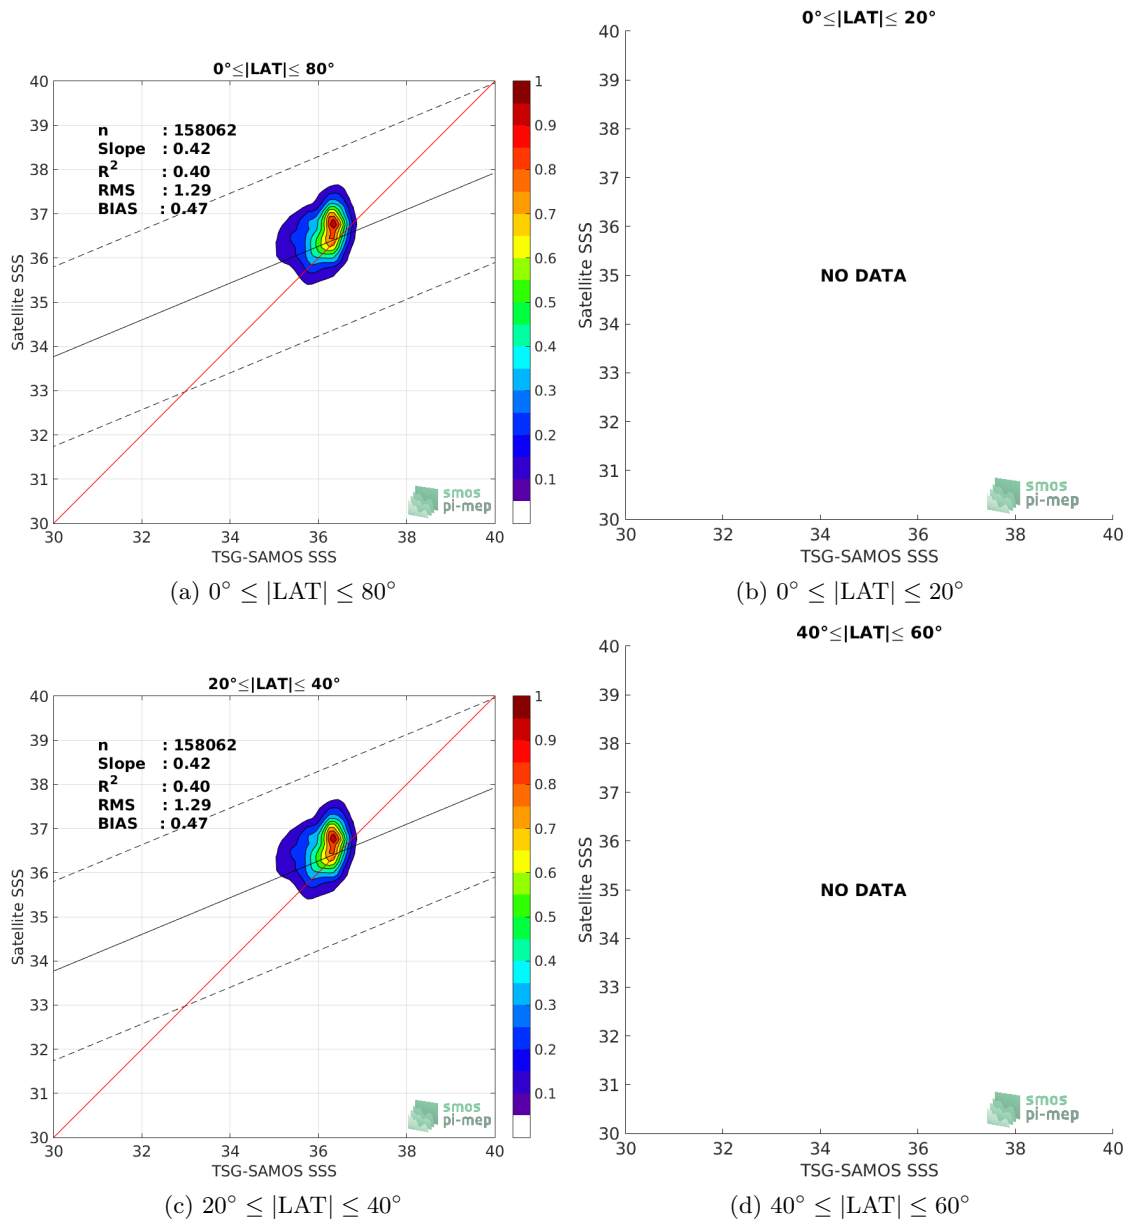 0°≤|LAT|≤ 80°
n : 158062
Slope : 0.42
R2 : 0.40
RMS : 1.29
BIAS : 0.47
40
39
38
37
36
35
34
33
32
31
30
Satellite SSS
30 32 34 36 38 40
TSG-SAMOS SSS
1
0.9
0.8
0.7
0.6
0.5
0.4
0.3
0.2
0.1
smos
pi-mep
(a) 0° ≤ |LAT| ≤ 80°
0°≤|LAT|≤ 20°
40
39
38
37
36
35
34
33
32
31
30
Satellite SSS
NO DATA
smos
pi-mep
30 32 34 36 38 40
TSG-SAMOS SSS
(b) 0° ≤ |LAT| ≤ 20°
20°≤|LAT|≤ 40°
n : 158062
Slope : 0.42
R2 : 0.40
RMS : 1.29
BIAS : 0.47
40
39
38
37
36
35
34
33
32
31
30
Satellite SSS
30 32 34 36 38 40
TSG-SAMOS SSS
1
0.9
0.8
0.7
0.6
0.5
0.4
0.3
0.2
0.1
smos
pi-mep
(c) 20° ≤ |LAT| ≤ 40°
40°≤|LAT|≤ 60°
40
39
38
37
36
35
34
33
32
31
30
Satellite SSS
NO DATA
smos
pi-mep
30 32 34 36 38 40
TSG-SAMOS SSS
(d) 40° ≤ |LAT| ≤ 60°